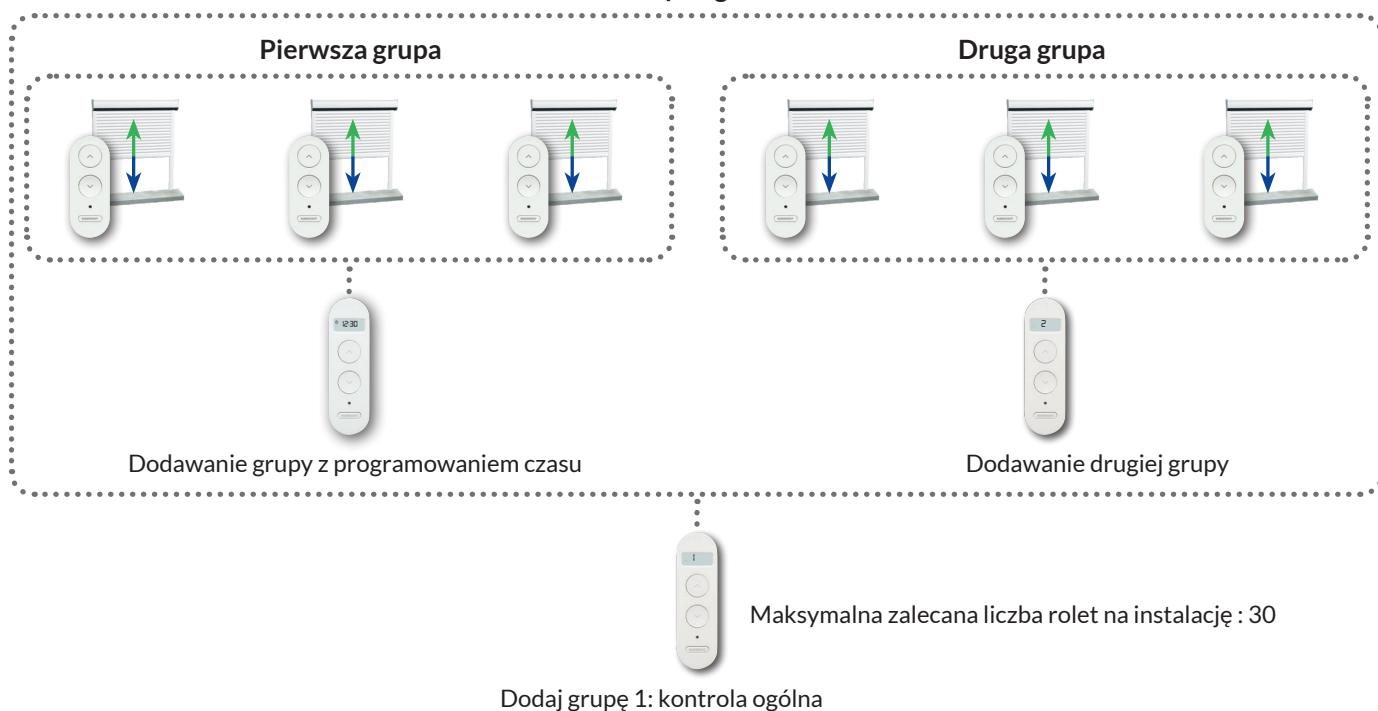 Pierwsza grupa
Druga grupa
12:30
2
Dodawanie grupy z programowaniem czasu
Dodawanie drugiej grupy
1
Maksymalna zalecana liczba rolet na instalację : 30
Dodaj grupę 1: kontrola ogólna